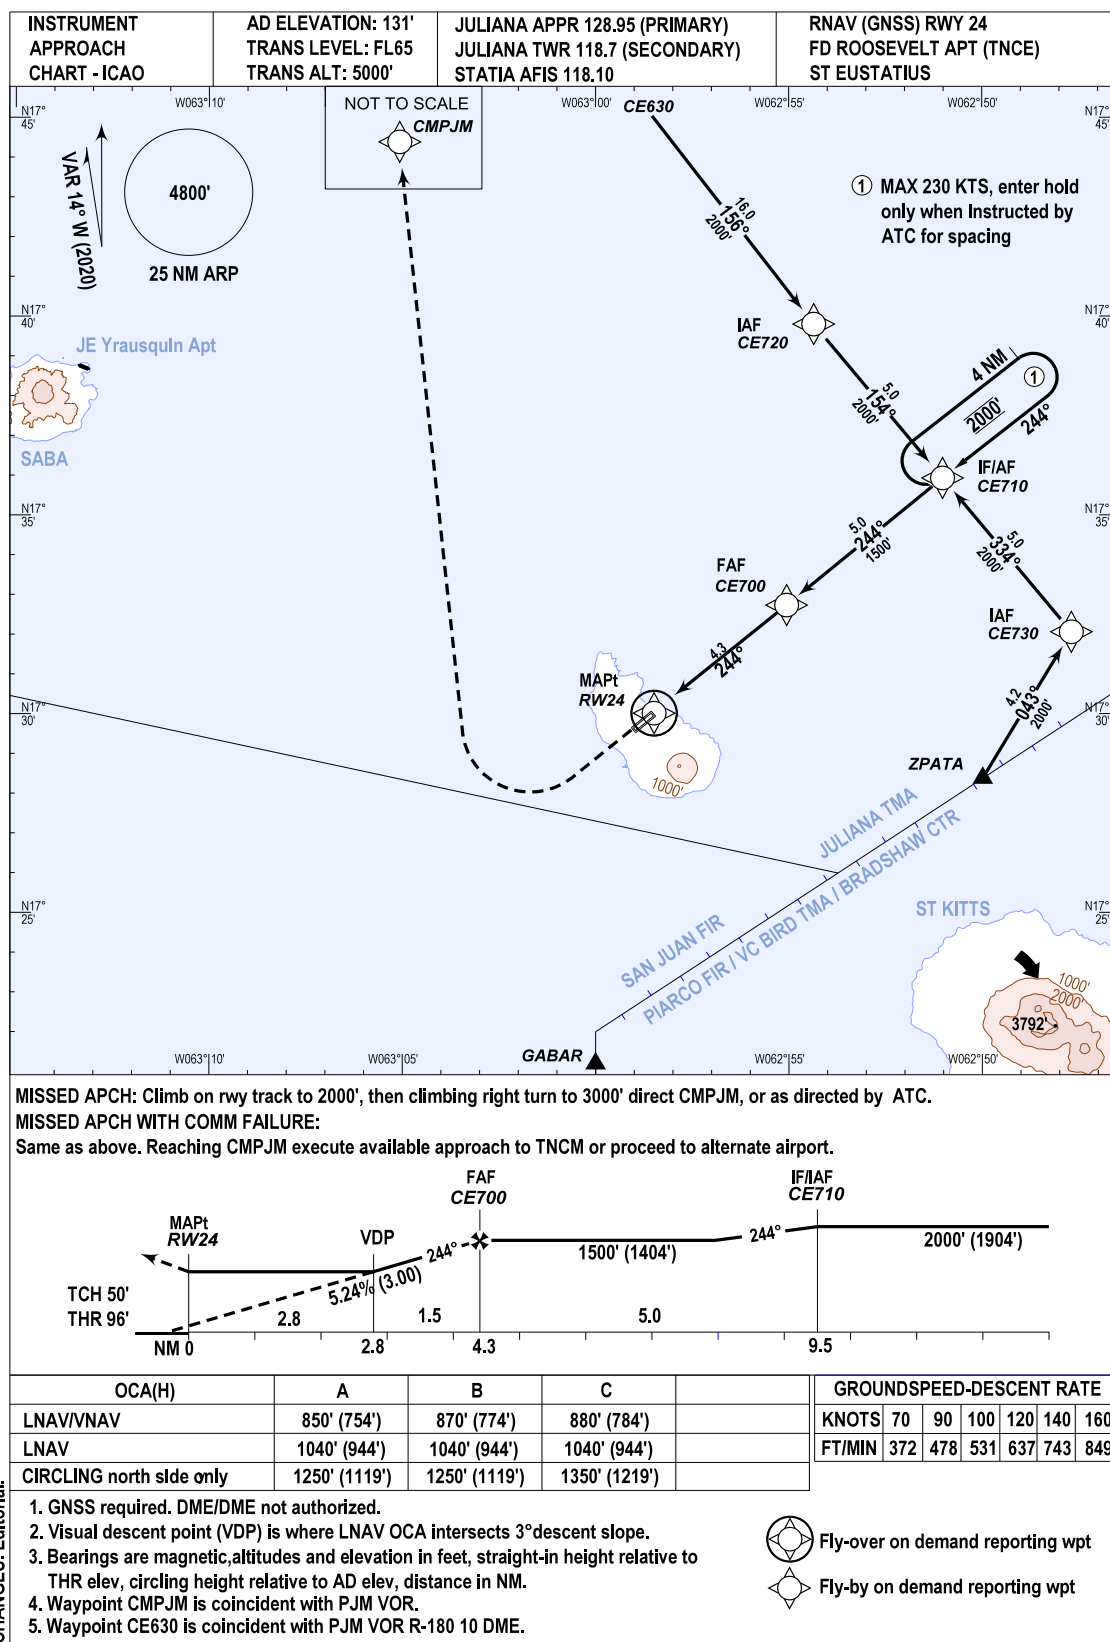 INSTRUMENT
APPROACH
CHART - ICAO
AD ELEVATION: 131'
TRANS LEVEL: FL65
TRANS ALT: 5000'
JULIANA APPR 128.95 (PRIMARY)
JULIANA TWR 118.7 (SECONDARY)
STATIA AFIS 118.10
RNAV (GNSS) RWY 24
FD ROOSEVELT APT (TNCE)
ST EUSTATIUS
W063°10'
W063°00'
W062°55'
W062°50'
N17°
45'
N17°
45'
NOT TO SCALE
CMPJM
CE630
VAR 14° W (2020)
4800'
25 NM ARP
① MAX 230 KTS, enter hold
only when Instructed by
ATC for spacing
16.0
156°
2000'
N17°
40'
N17°
40'
IAF
CE720
JE Yrausquin Apt
SABA
5.0
154°
2000'
4 NM
①
2000'
244°
IF/AF
CE710
N17°
35'
N17°
35'
5.0
244°
1500'
5.0
334°
2000'
FAF
CE700
IAF
CE730
4.3
244°
MAPt
RW24
4.2
043°
2000'
N17°
30'
N17°
30'
ZPATA
1000'
JULIANA TMA
SAN JUAN FIR
PIARCO FIR / VC BIRD TMA / BRADSHAW CTR
N17°
25'
N17°
25'
ST KITTS
1000'
2000'
3792'
GABAR
W063°10'
W063°05'
W062°55'
W062°50'
MISSED APCH: Climb on rwy track to 2000', then climbing right turn to 3000' direct CMPJM, or as directed by ATC.
MISSED APCH WITH COMM FAILURE:
Same as above. Reaching CMPJM execute available approach to TNCM or proceed to alternate airport.
FAF
CE700
IF/IAF
CE710
MAPt
RW24
VDP
244°
1500' (1404')
244°
2000' (1904')
5.24% (3.00)
TCH 50'
THR 96'
2.8
1.5
5.0
NM 0
2.8
4.3
9.5
OCA(H) A B C
LNAV/VNAV 850' (754') 870' (774') 880' (784')
LNAV 1040' (944') 1040' (944') 1040' (944')
CIRCLING north side only 1250' (1119') 1250' (1119') 1350' (1219')
GROUNDSPEED-DESCENT RATE
KNOTS 70 90 100 120 140 160
FT/MIN 372 478 531 637 743 849
1. GNSS required. DME/DME not authorized.
2. Visual descent point (VDP) is where LNAV OCA intersects 3°descent slope.
3. Bearings are magnetic,altitudes and elevation in feet, straight-in height relative to
THR elev, circling height relative to AD elev, distance in NM.
4. Waypoint CMPJM is coincident with PJM VOR.
5. Waypoint CE630 is coincident with PJM VOR R-180 10 DME.
Fly-over on demand reporting wpt
Fly-by on demand reporting wpt
CHANGES: Editorial.